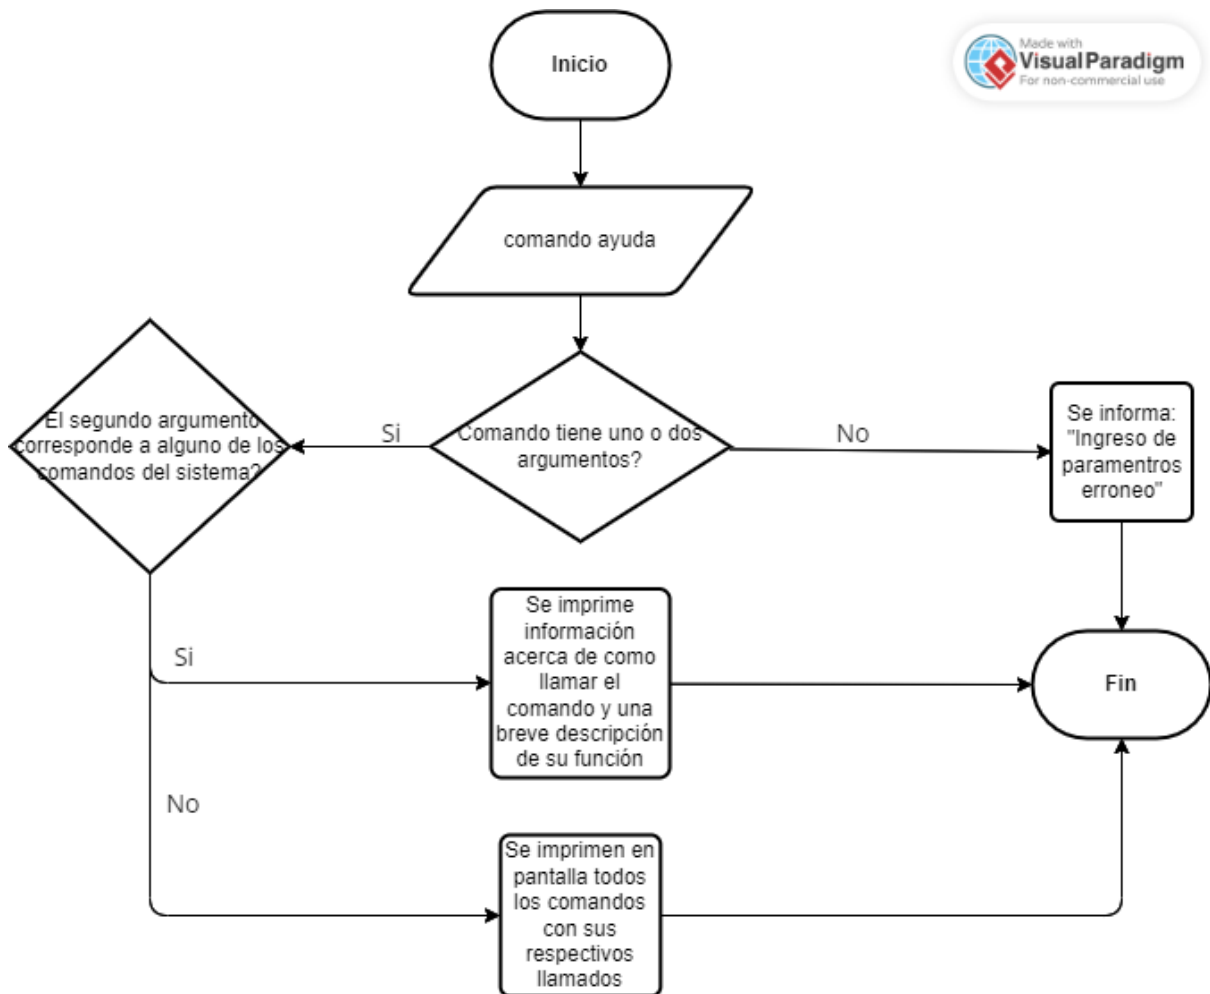 Inicio
Made with
Visual Paradigm
For non-commercial use
comando ayuda
El segundo argumento
corresponde a alguno de los
comandos del sistema?
Si
Comando tiene uno o dos
argumentos?
No
Se informa:
"Ingreso de
paramentros
erroneo"
Si
Se imprime
información
acerca de como
llamar el
comando y una
breve descripción
de su función
Fin
No
Se imprimen en
pantalla todos
los comandos
con sus
respectivos
llamados